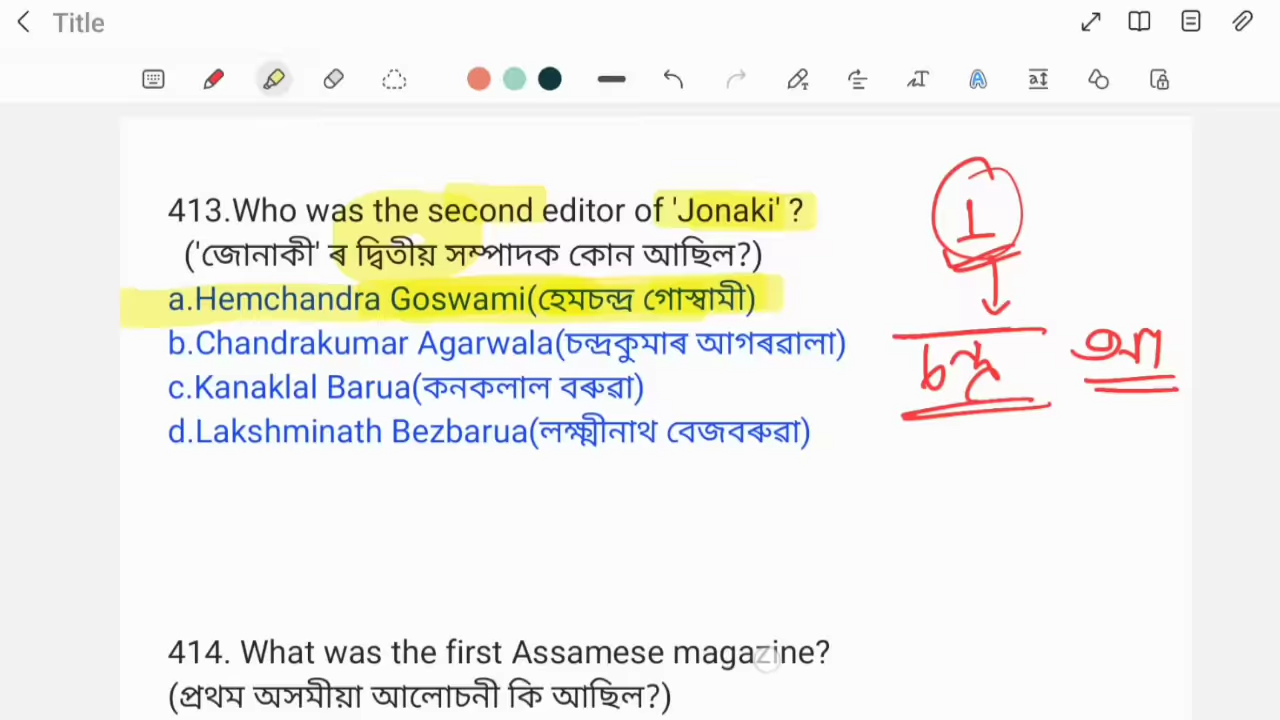 Title
413.Who was the second editor of 'Jonaki' ?
('জোনাকী' ৰ দ্বিতীয় সম্পাদক কোন আছিল?)
a.Hemchandra Goswami(হেমচন্দ্ৰ গোস্বামী)
b.Chandrakumar Agarwala(চন্দ্ৰকুমাৰ আগৰৱালা)
c.Kanaklal Barua(কনকলাল বৰুৱা)
d.Lakshminath Bezbarua(লক্ষ্মীনাথ বেজবৰুৱা)
1
চন্দ্ৰ আগ
414. What was the first Assamese magazine?
(প্ৰথম অসমীয়া আলোচনী কি আছিল?)